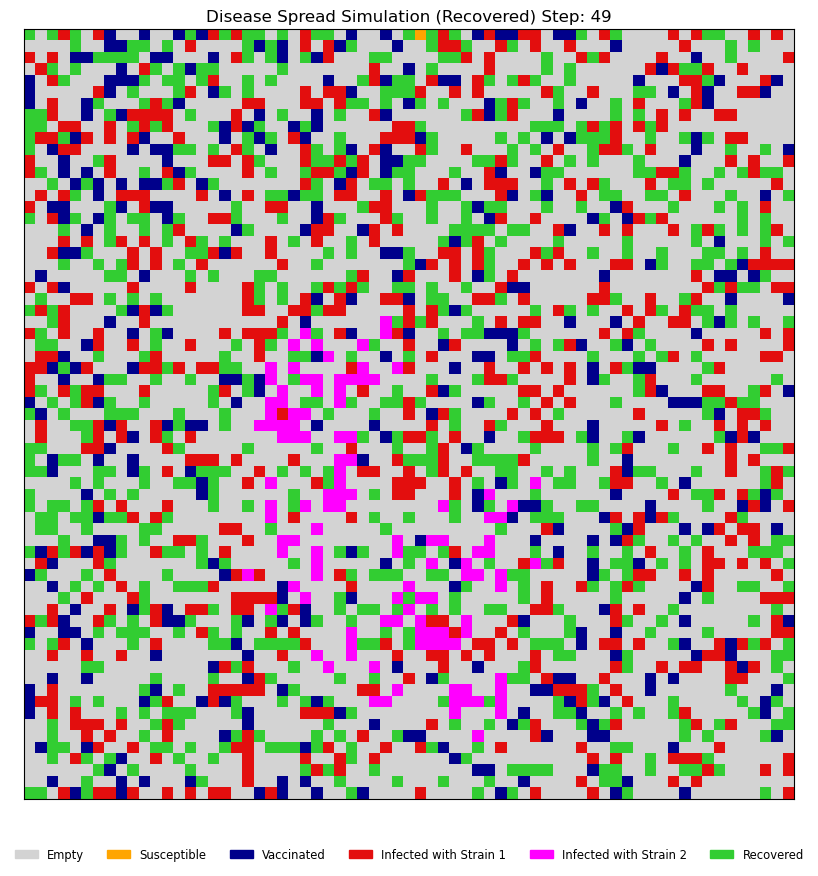 Disease Spread Simulation (Recovered) Step: 49
Empty Susceptible Vaccinated Infected with Strain 1 Infected with Strain 2 Recovered